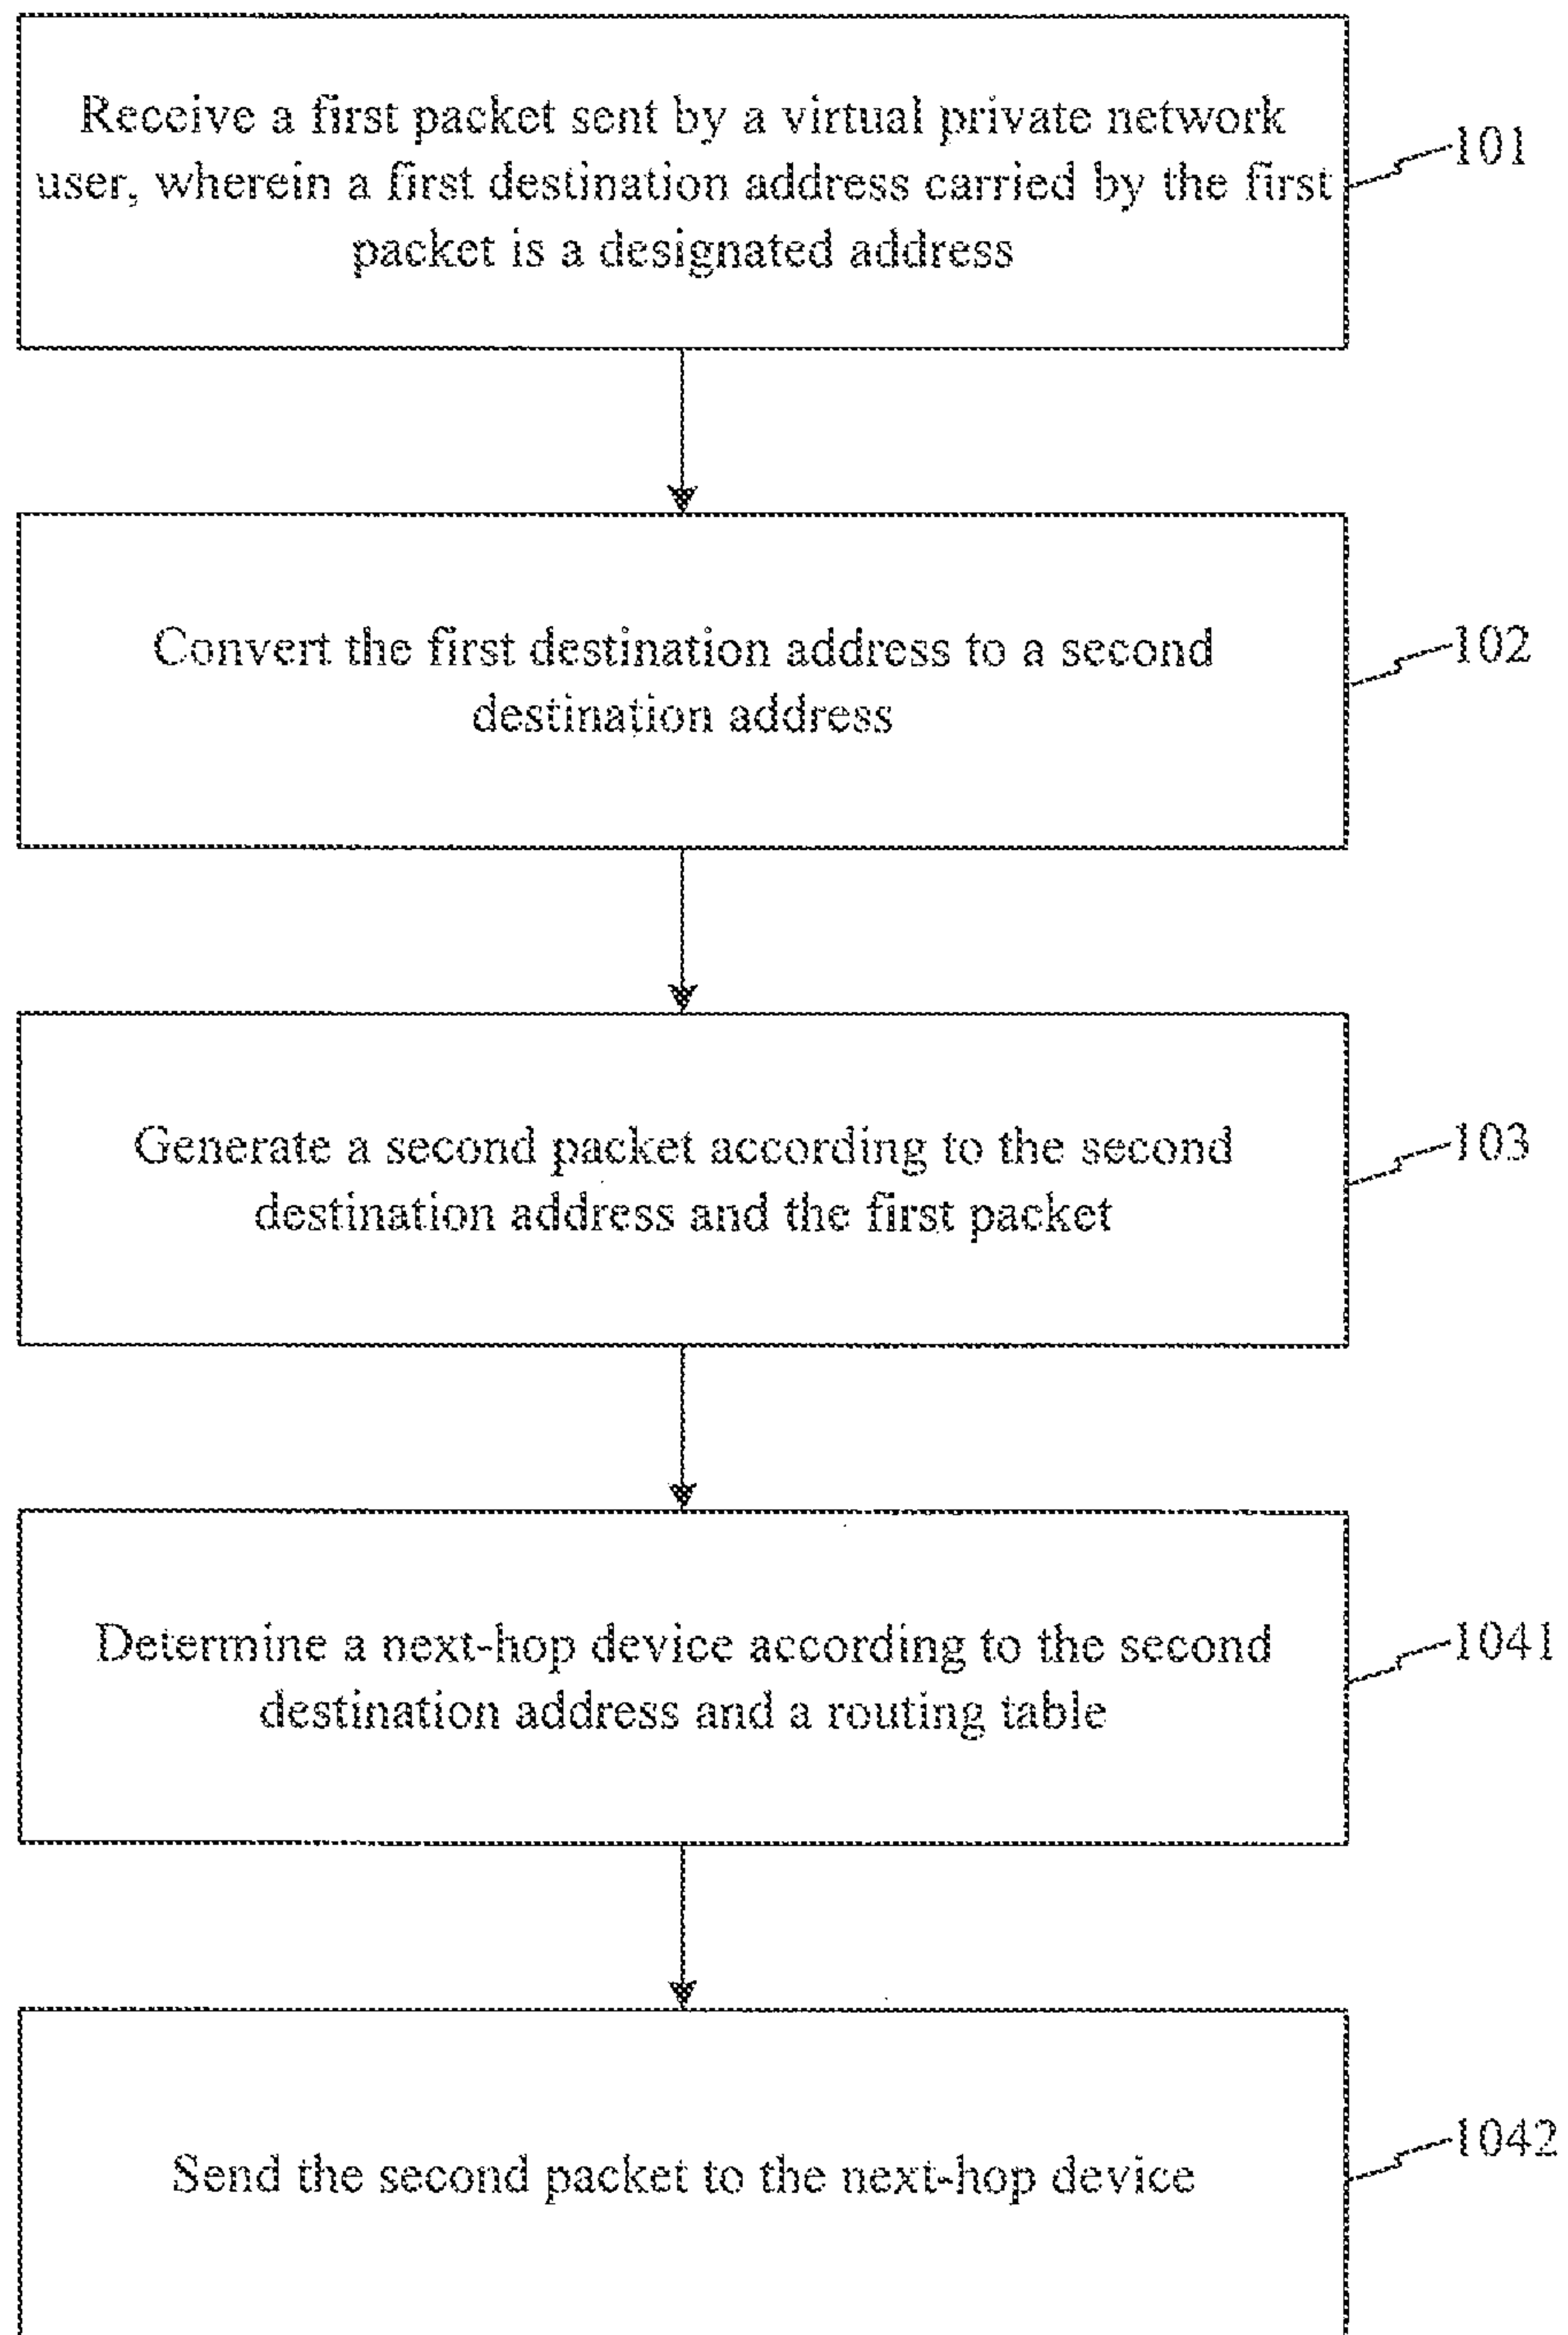 Receive a first packet sent by a virtual private network
user, wherein a first destination address carried by the first
packet is a designated address
101
Convert the first destination address to a second
destination address
102
Generate a second packet according to the second
destination address and the first packet
103
Determine a next-hop device according to the second
destination address and a routing table
1041
Send the second packet to the next-hop device
1042